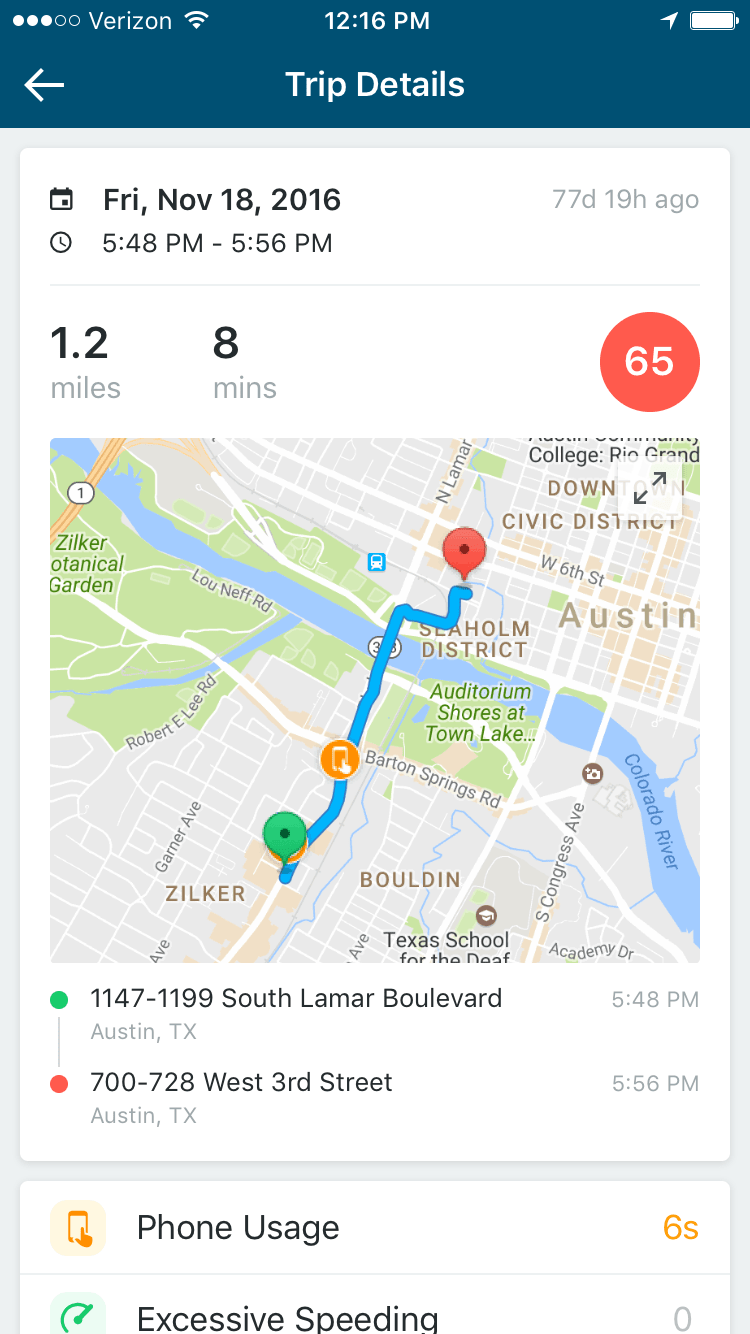 Verizon 12:16 PM
Trip Details
Fri, Nov 18, 2016 77d 19h ago
5:48 PM - 5:56 PM
1.2 8 65
miles mins
Austin Community
College: Rio Grand
N Lamar
DOWNTOWN
1
CIVIC DISTRICT
Zilker
otanical
Garden
W 6th St
Lou Neff Rd
Austin
SEAHOLM
DISTRICT
Auditorium
Shores at
Town Lake...
Robert E Lee Rd
Barton Springs Rd
Colorado River
Garner Ave
S Congress Ave
ZILKER
BOULDIN
Texas School
for the Deaf
Academy Dr
Ave
Ave
1147-1199 South Lamar Boulevard 5:48 PM
Austin, TX
700-728 West 3rd Street 5:56 PM
Austin, TX
Phone Usage 6s
Excessive Speeding 0